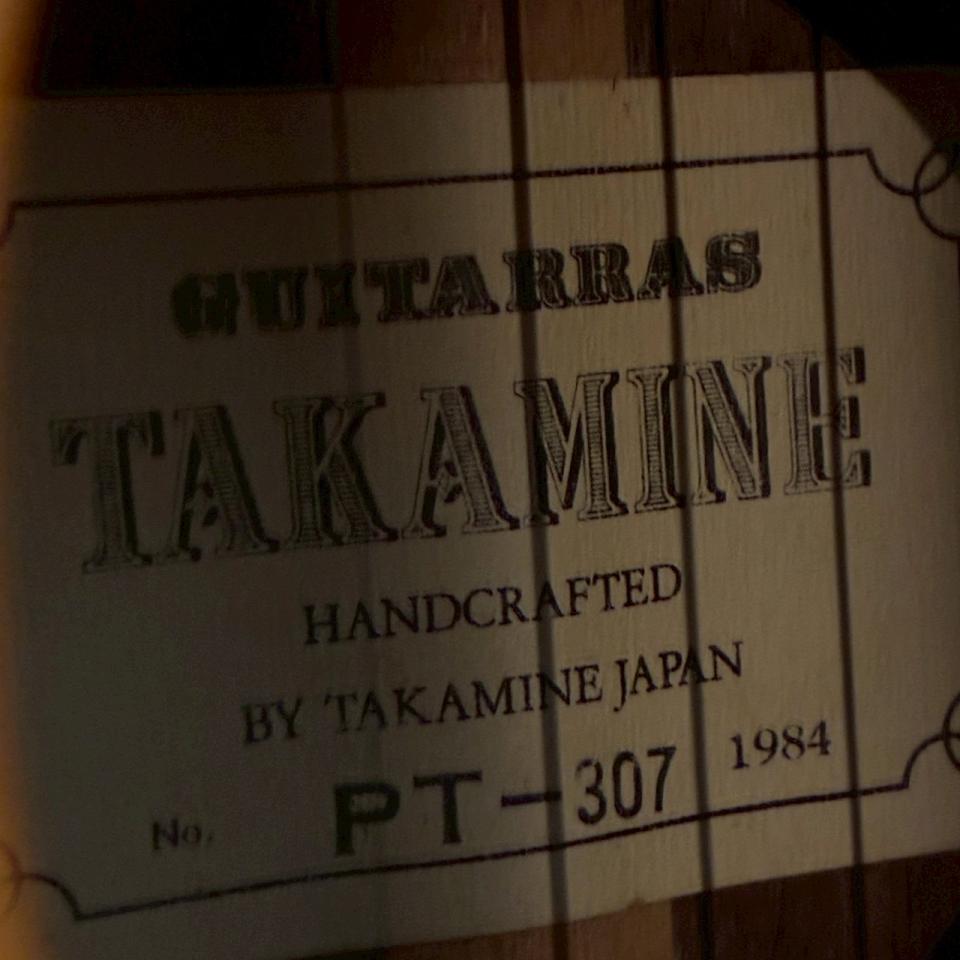 GUITARRAS
TAKAMINE
HANDCRAFTED
BY TAKAMINE JAPAN
No. PT-307 1984